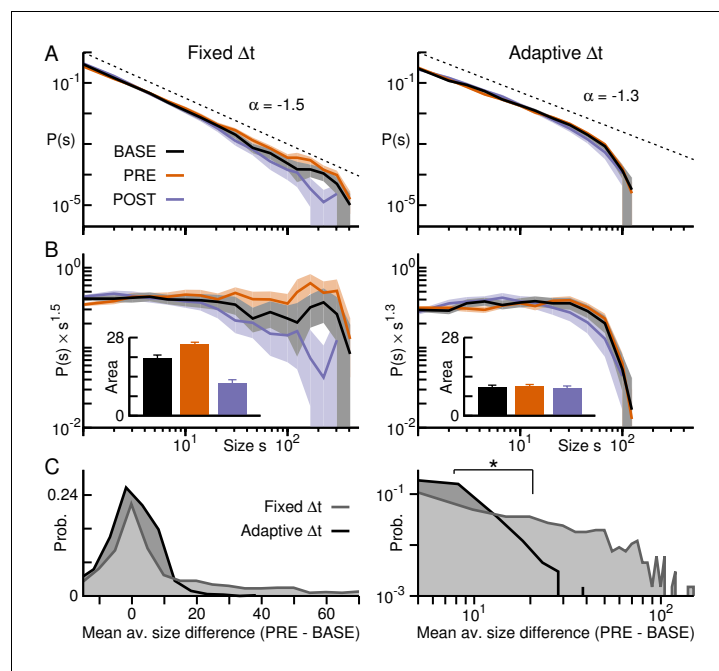 A Fixed Δt Adaptive Δt
10^-1 10^-1
α = -1.5 α = -1.3
P(s) P(s)
BASE
PRE
POST
10^-5 10^-5
B
10^0 10^0
P(s) × s^1.5 P(s) × s^1.3
28 28
Area Area
0 0
10^-2 10^-2
10^1 Size s 10^2 10^1 Size s 10^2
C
*
0.24 10^-1
Fixed Δt
Adaptive Δt
Prob. Prob.
0 10^-3
0 20 40 60 10^1 10^2
Mean av. size difference (PRE - BASE) Mean av. size difference (PRE - BASE)